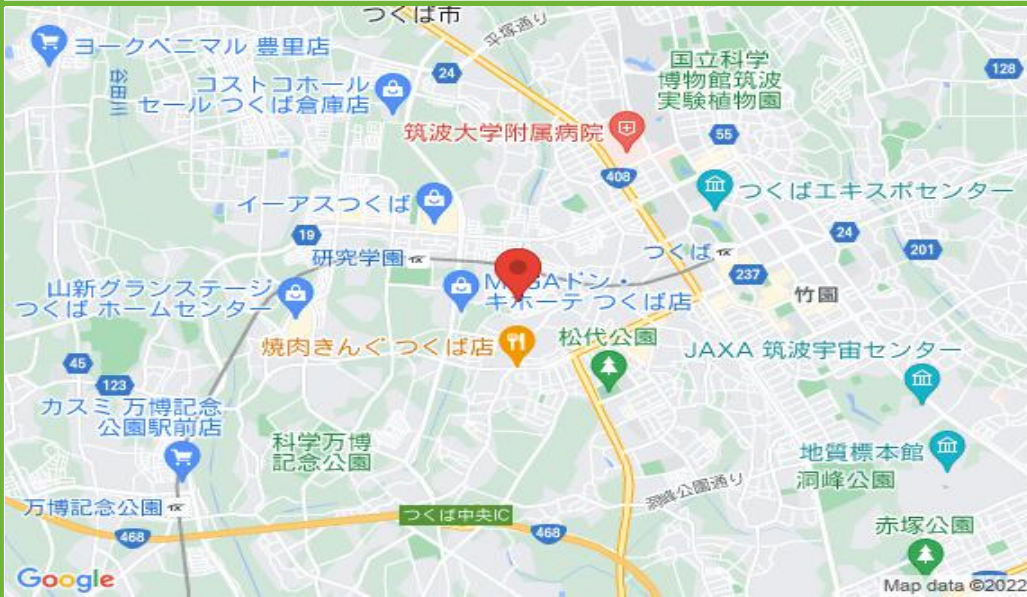 つくば市
平塚通り
ヨークベニマル 豊里店
谷田川
24
コストコホール
セール つくば倉庫店
国立科学
博物館筑波
実験植物園
128
筑波大学附属病院
55
408
つくばエキスポセンター
イーアスつくば
19
研究学園
つくば
24
201
237
山新グランステージ
つくば ホームセンター
MEGAドン・
キホーテ つくば店
竹園
焼肉きんぐ つくば店
松代公園
JAXA 筑波宇宙センター
45
123
カスミ 万博記念
公園駅前店
科学万博
記念公園
地質標本館
洞峰公園
洞峰公園通り
万博記念公園
つくば中央IC
468
468
赤塚公園
Google
Map data ©2022